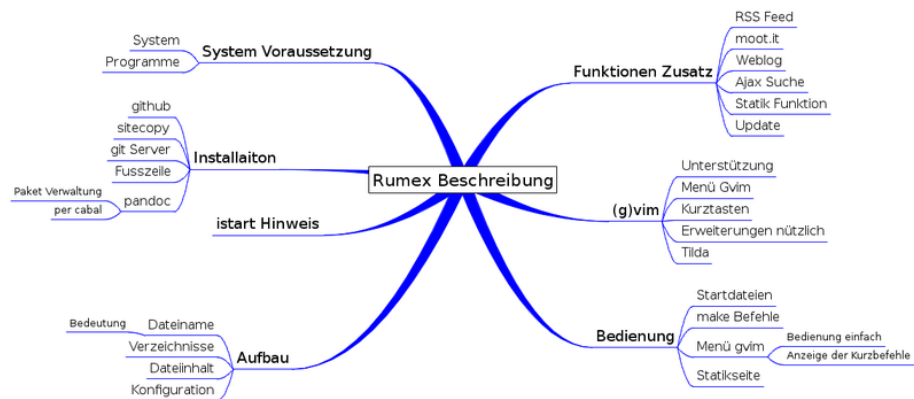 Rumex Beschreibung
System Voraussetzung
System
Programme
Installaiton
github
sitecopy
git Server
Fusszeile
pandoc
Paket Verwaltung
per cabal
istart Hinweis
Aufbau
Dateiname
Bedeutung
Verzeichnisse
Dateiinhalt
Konfiguration
Funktionen Zusatz
RSS Feed
moot.it
Weblog
Ajax Suche
Statik Funktion
Update
(g)vim
Unterstützung
Menü Gvim
Kurztasten
Erweiterungen nützlich
Tilda
Bedienung
Startdateien
make Befehle
Menü gvim
Bedienung einfach
Anzeige der Kurzbefehle
Statikseite